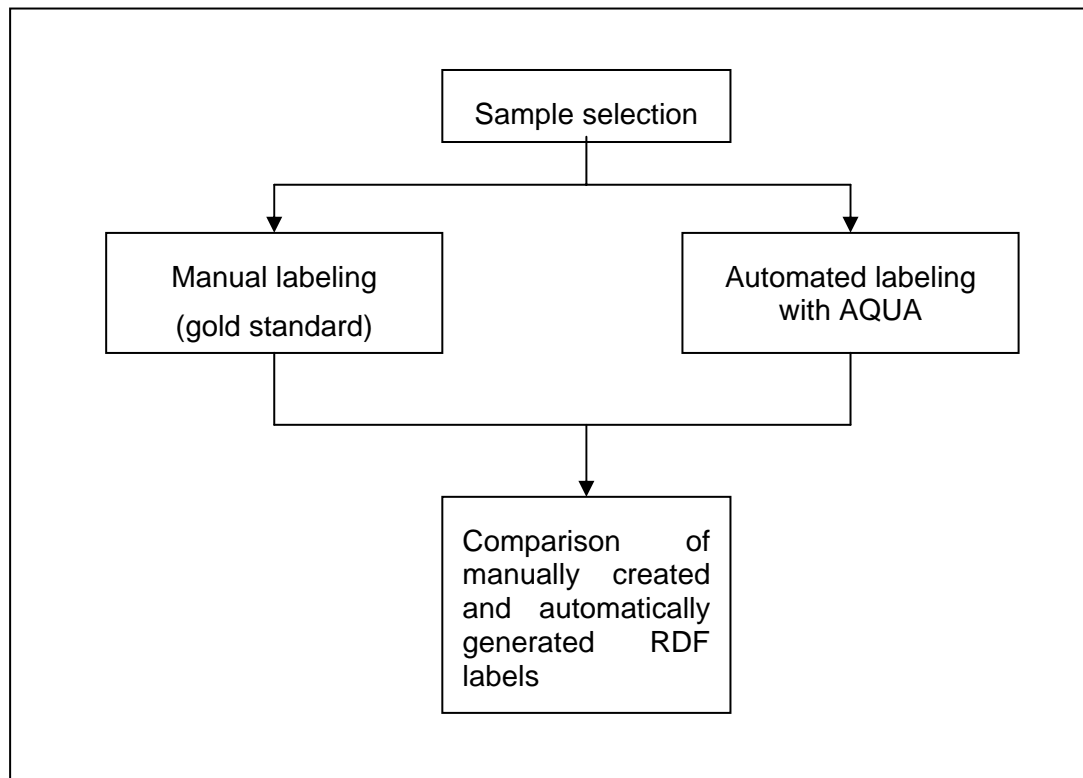 Sample selection
Manual labeling
(gold standard)
Automated labeling
with AQUA
Comparison of
manually created
and automatically
generated RDF
labels